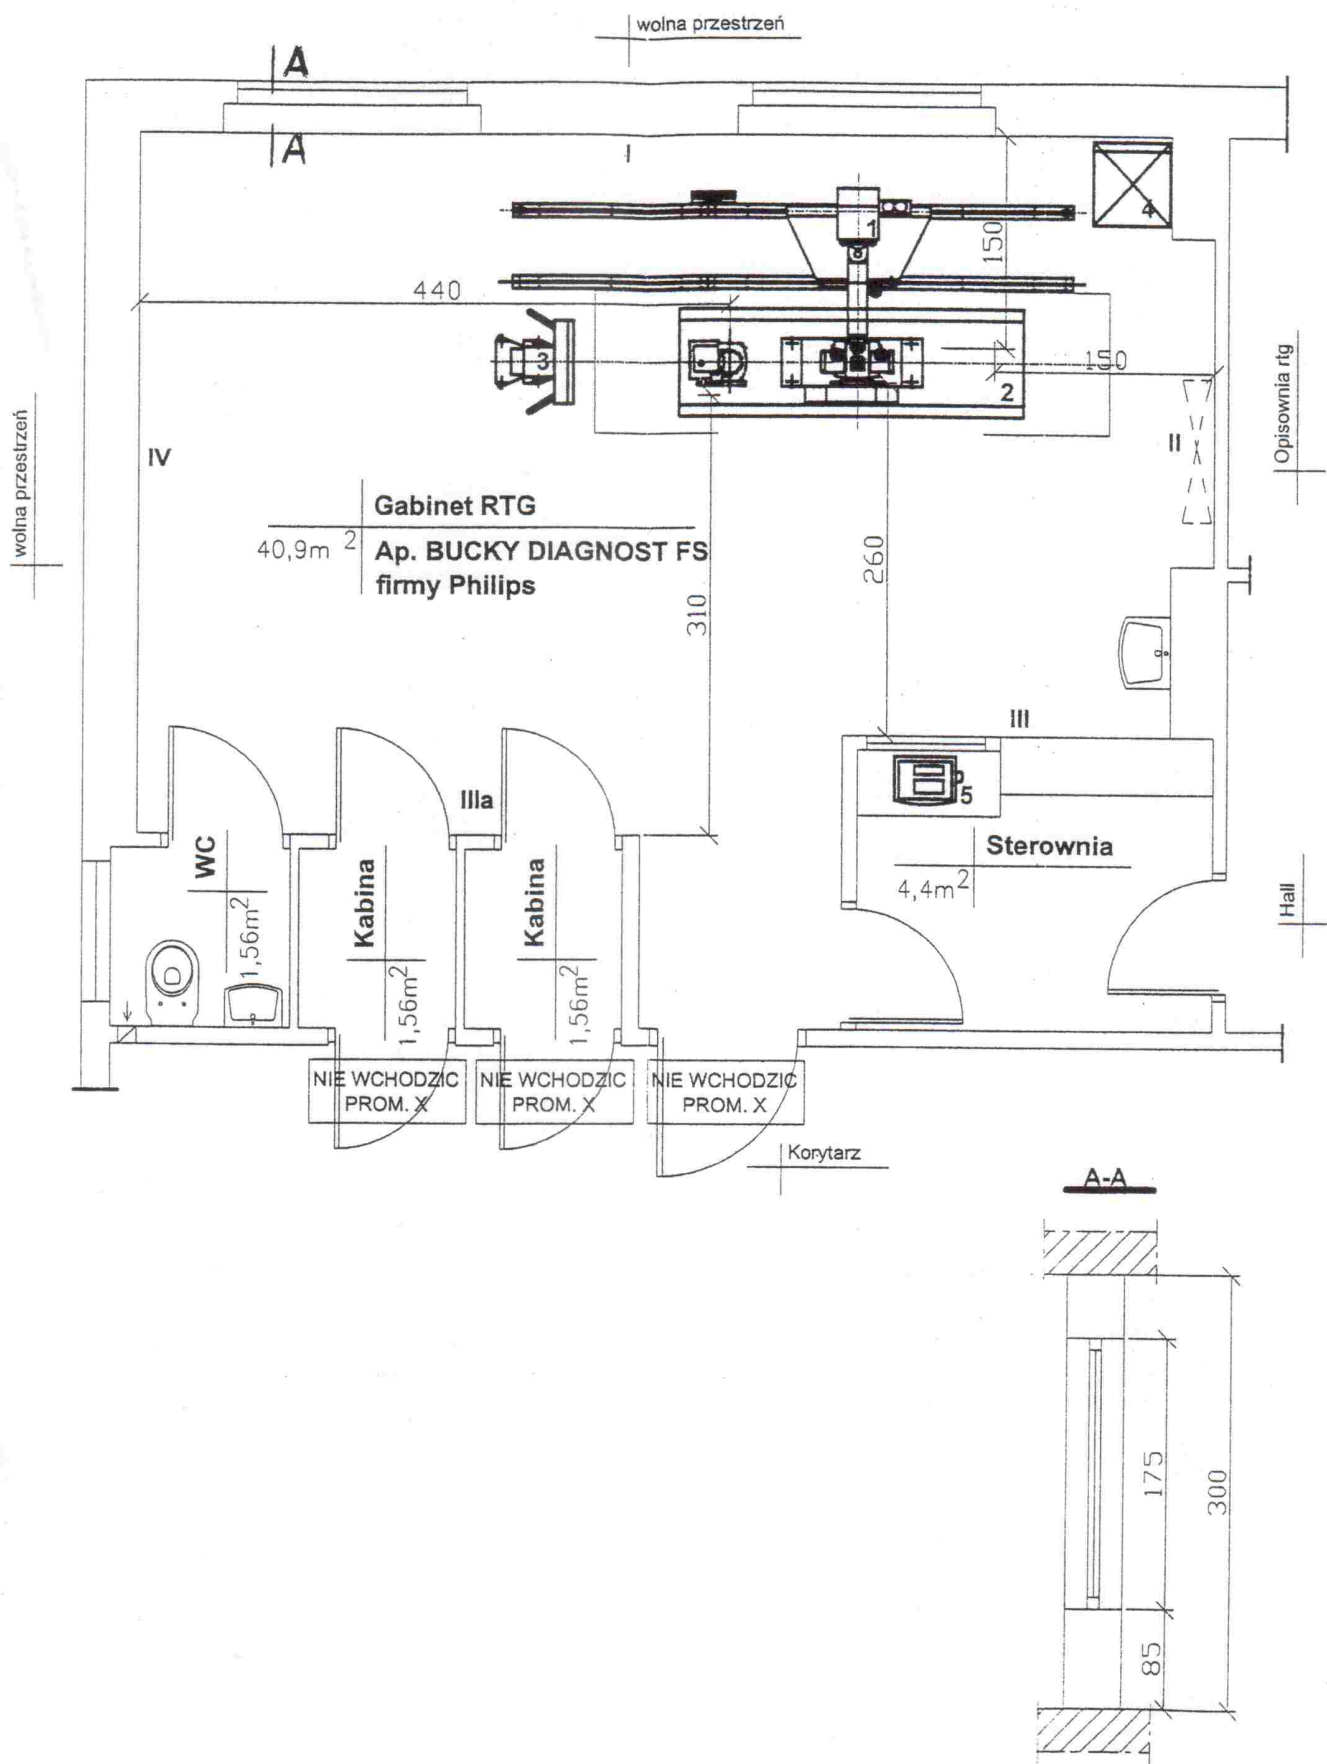 wolna przestrzeń
A
A
I
4
1
150
440
3
150
2
wolna przestrzeń
Opisownia rtg
IV
II
Gabinet RTG
40,9m 2
Ap. BUCKY DIAGNOST FS
firmy Philips
260
310
III
IIIa
5
WC
1,56m2
Kabina
1,56m2
Kabina
1,56m2
Sterownia
4,4m2
Hall
NIE WCHODZIC
PROM. X
NIE WCHODZIC
PROM. X
NIE WCHODZIC
PROM. X
Korytarz
A-A
175
300
85